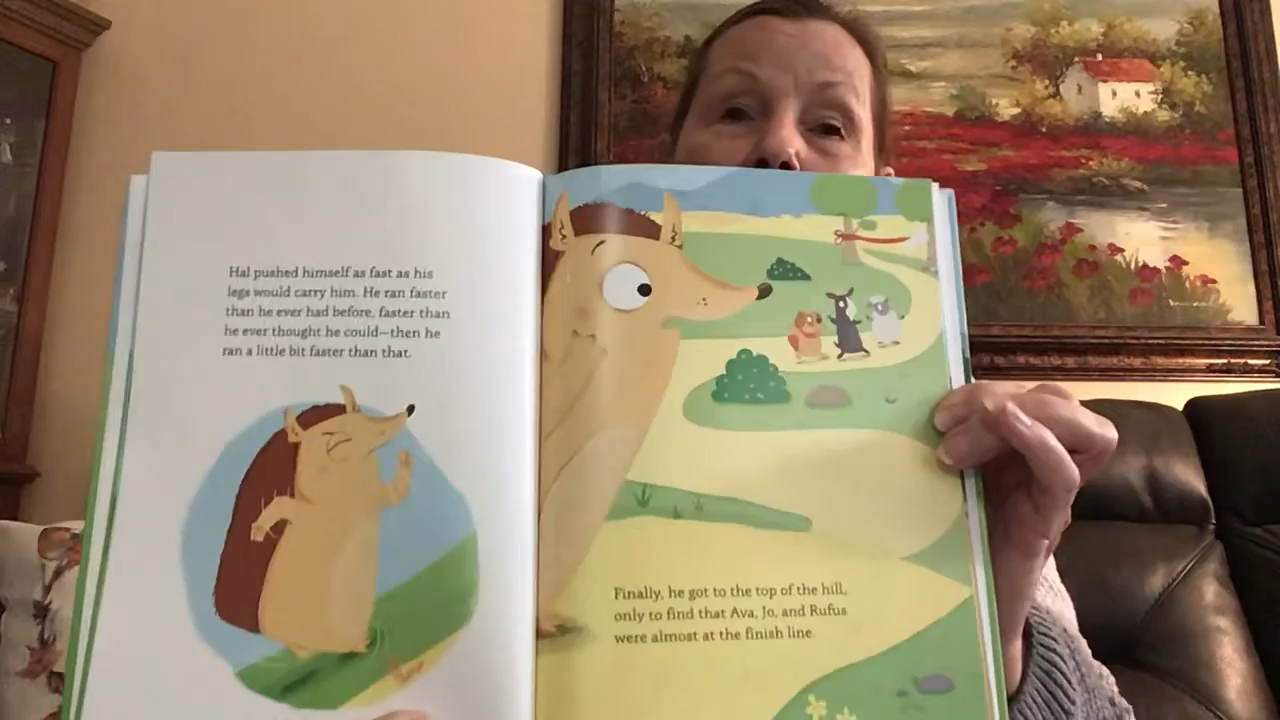 Hal pushed himself as fast as his
legs would carry him. He ran faster
than he ever had before, faster than
he ever thought he could—then he
ran a little bit faster than that.
Finally, he got to the top of the hill,
only to find that Ava, Jo, and Rufus
were almost at the finish line.